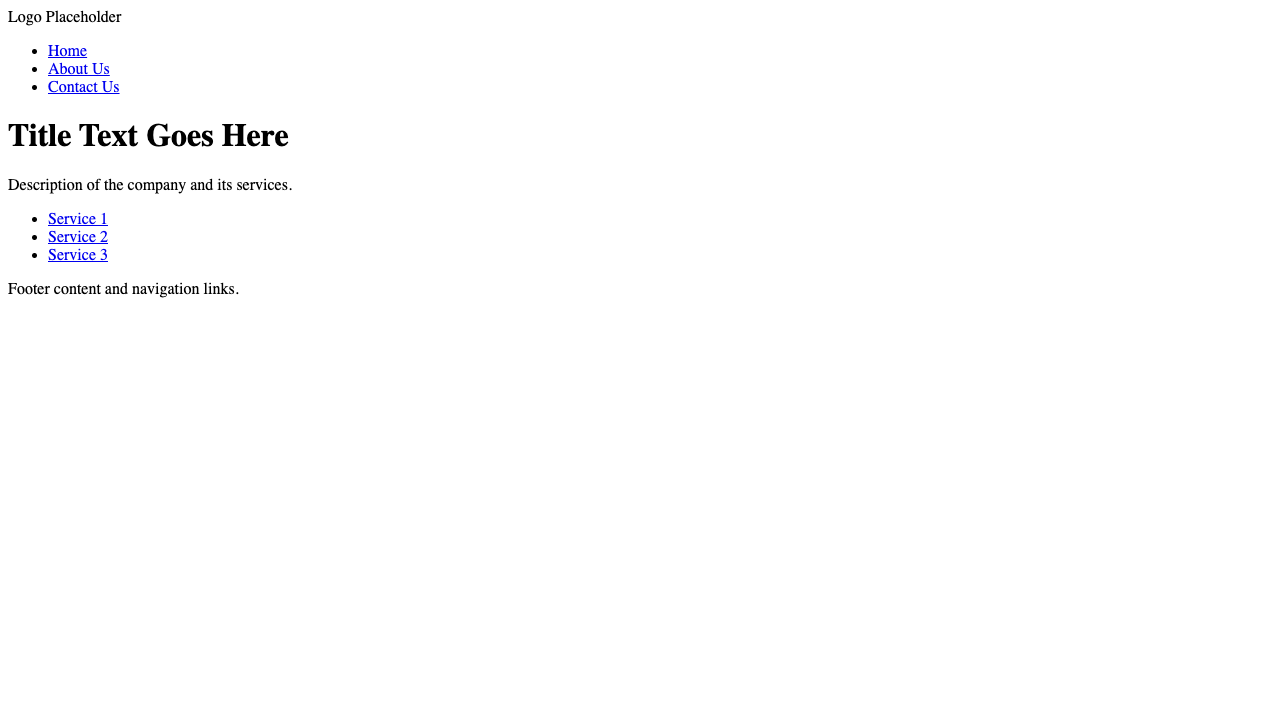 Logo Placeholder
Home
About Us
Contact Us
Title Text Goes Here
Description of the company and its services.
Service 1
Service 2
Service 3
Footer content and navigation links.